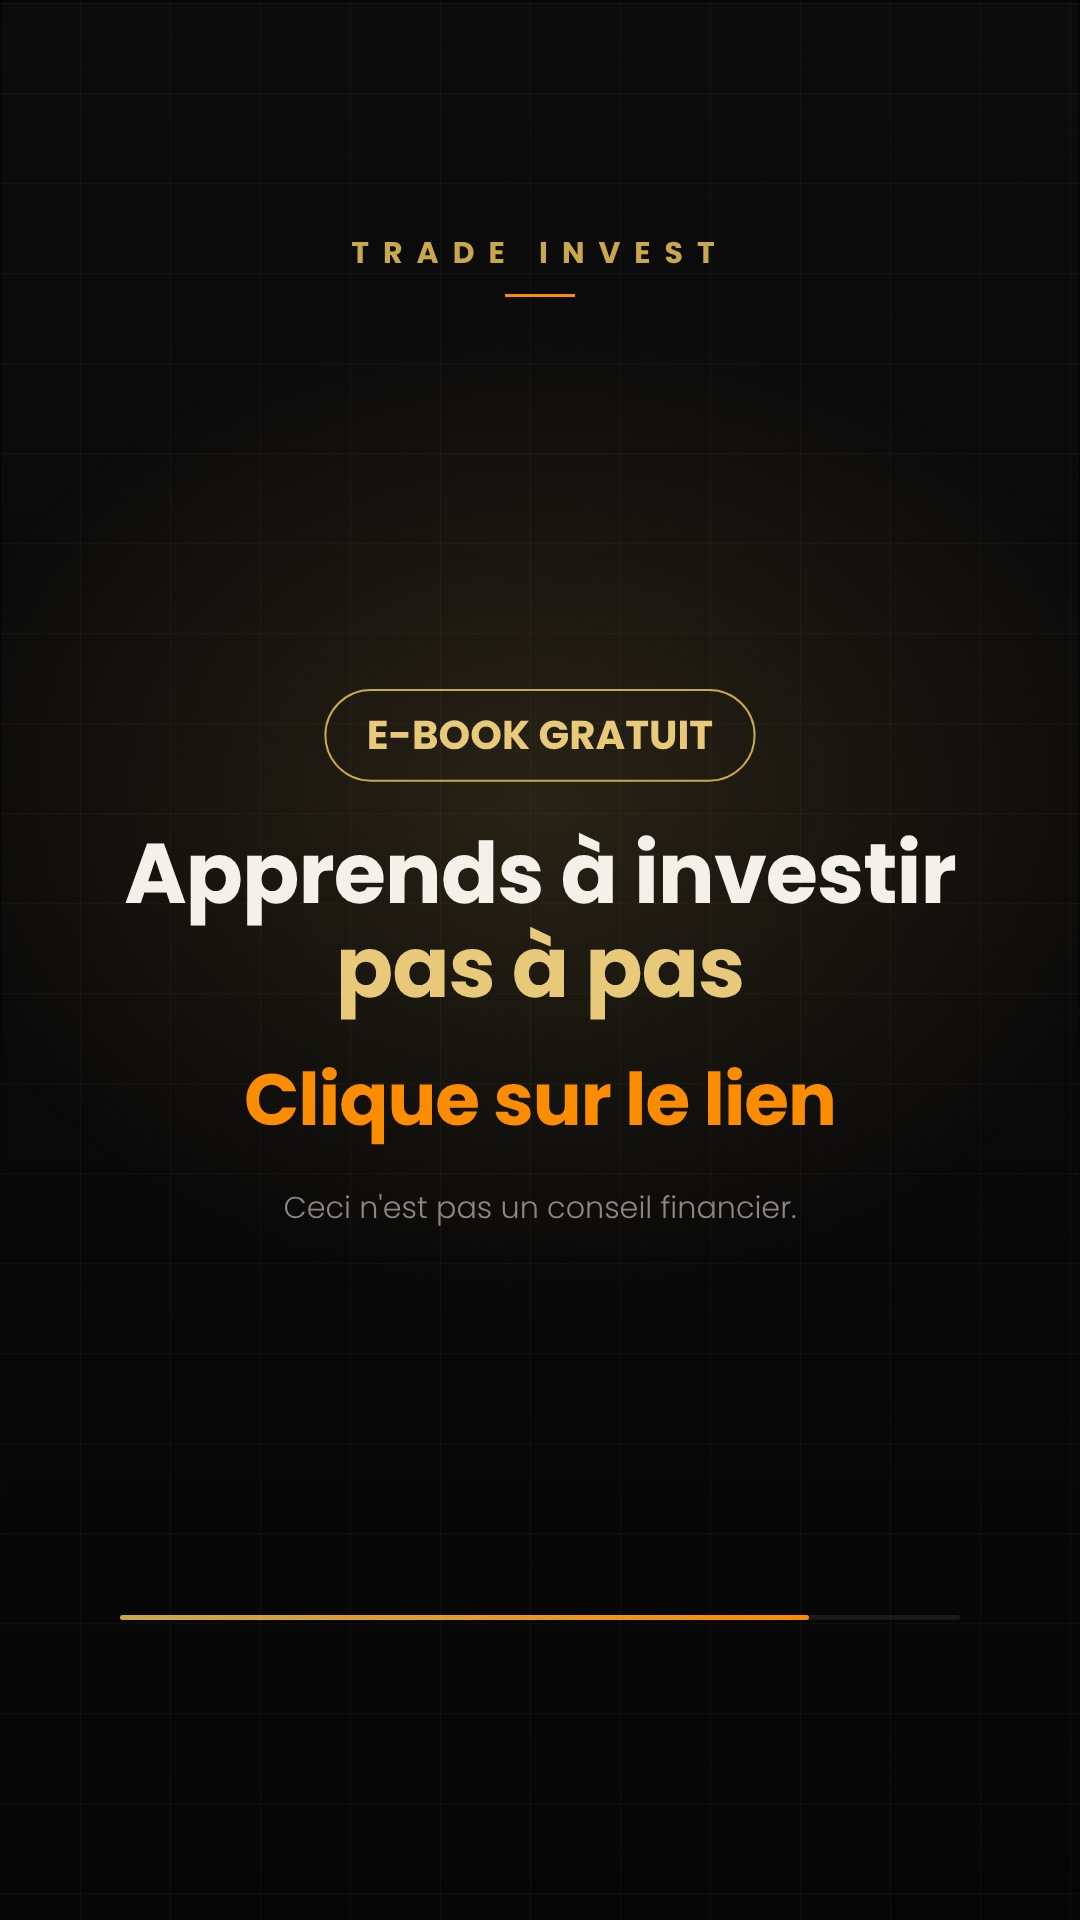 TRADE INVEST
E-BOOK GRATUIT
Apprends à investir
pas à pas
Clique sur le lien
Ceci n'est pas un conseil financier.